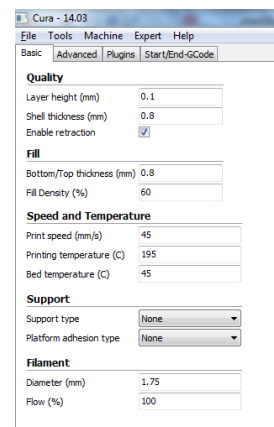 Cura - 14.03
File Tools Machine Expert Help
Basic Advanced Plugins Start/End-GCode
Quality
Layer height (mm) 0.1
Shell thickness (mm) 0.8
Enable retraction
Fill
Bottom/Top thickness (mm) 0.8
Fill Density (%) 60
Speed and Temperature
Print speed (mm/s) 45
Printing temperature (C) 195
Bed temperature (C) 45
Support
Support type None
Platform adhesion type None
Filament
Diameter (mm) 1.75
Flow (%) 100